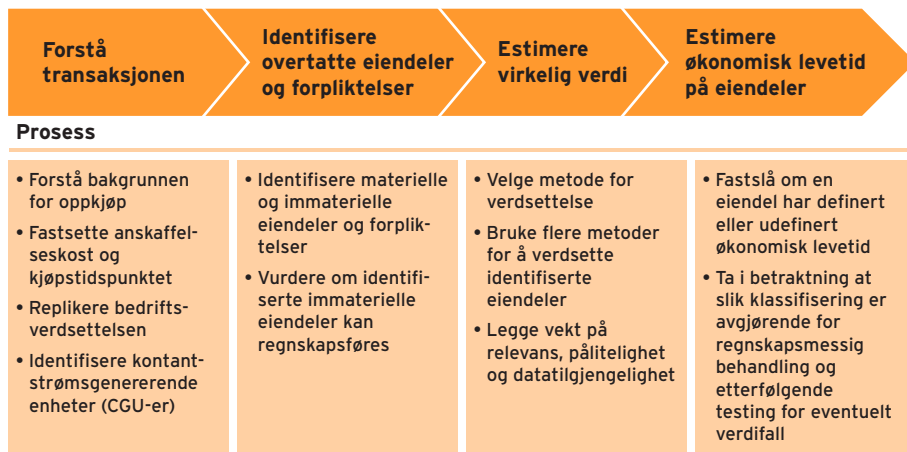 Forstå
transaksjonen
Identifisere
overtatte eiendeler
og forpliktelser
Estimere
virkelig verdi
Estimere
økonomisk levetid
på eiendeler
Prosess
• Forstå bakgrunnen
for oppkjøp
• Fastsette anskaffel-
seskost og
kjøpstidspunktet
• Replikere bedrifts-
verdsettelsen
• Identifisere kontant-
strømsgenererende
enheter (CGU-er)
• Identifisere materielle
og immaterielle
eiendeler og forplik-
telser
• Vurdere om identifi-
serte immaterielle
eiendeler kan
regnskapsføres
• Velge metode for
verdsettelse
• Bruke flere metoder
for å verdsette
identifiserte
eiendeler
• Legge vekt på
relevans, pålitelighet
og datatilgjengelighet
• Fastslå om en
eiendel har definert
eller udefinert
økonomisk levetid
• Ta i betraktning at
slik klassifisering er
avgjørende for
regnskapsmessig
behandling og
etterfølgende
testing for eventuelt
verdifall